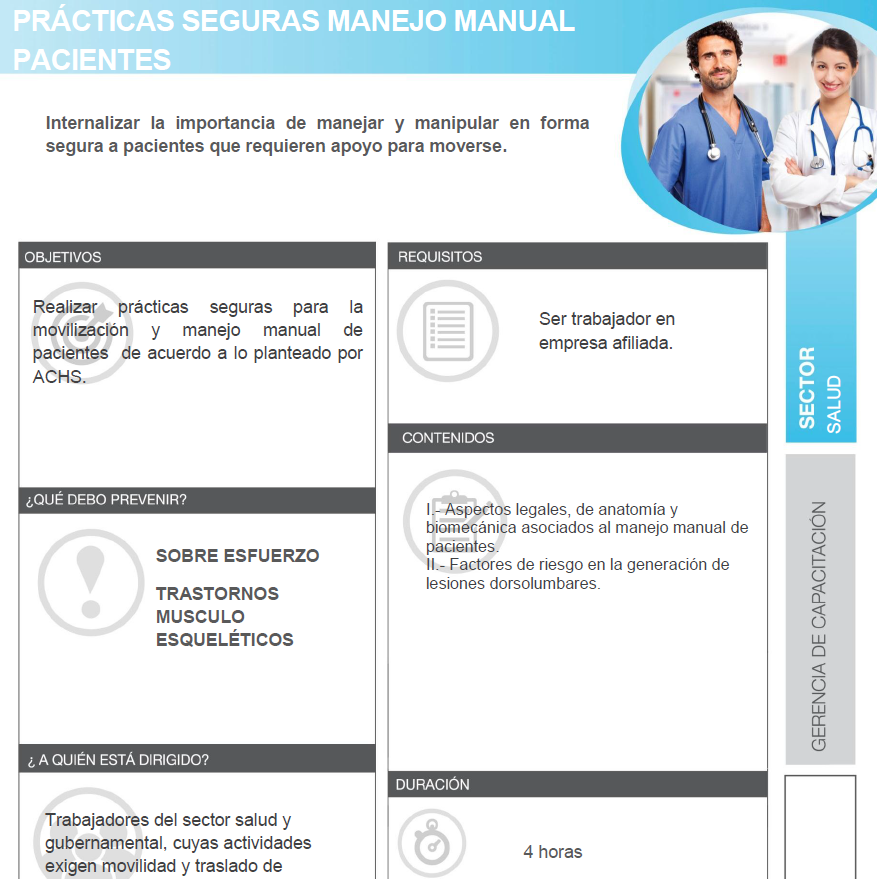 PRÁCTICAS SEGURAS MANEJO MANUAL
PACIENTES
Internalizar la importancia de manejar y manipular en forma
segura a pacientes que requieren apoyo para moverse.
OBJETIVOS
Realizar prácticas seguras para la
movilización y manejo manual de
pacientes de acuerdo a lo planteado por
ACHS.
¿QUÉ DEBO PREVENIR?
SOBRE ESFUERZO
TRASTORNOS
MUSCULO
ESQUELÉTICOS
¿ A QUIÉN ESTÁ DIRIGIDO?
Trabajadores del sector salud y
gubernamental, cuyas actividades
exigen movilidad y traslado de
REQUISITOS
Ser trabajador en
empresa afiliada.
CONTENIDOS
I.- Aspectos legales, de anatomía y
biomecánica asociados al manejo manual de
pacientes.
II.- Factores de riesgo en la generación de
lesiones dorsolumbares.
DURACIÓN
4 horas
SECTOR
SALUD
GERENCIA DE CAPACITACIÓN